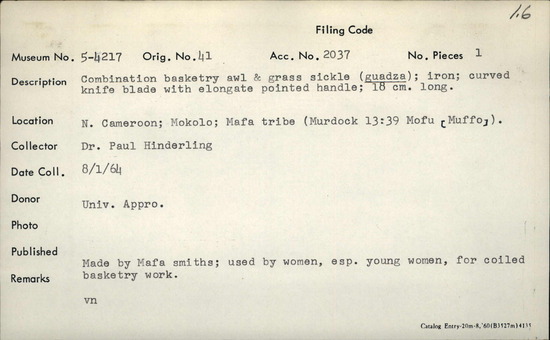 1.6
Filing Code
Museum No. 5-4217 Orig. No. 41 Acc. No. 2037 No. Pieces 1
Description Combination basketry awl & grass sickle (guadza); iron; curved
knife blade with elongate pointed handle; 18 cm. long.
Location N. Cameroon; Mokolo; Mafa tribe (Murdock 13:39 Mofu [Muffo]).
Collector Dr. Paul Hinderling
Date Coll. 8/1/64
Donor Univ. Appro.
Photo
Published
Remarks Made by Mafa smiths; used by women, esp. young women, for coiled
basketry work.
vn
Catalog Entry-20m-8,'60(B3527m)4111